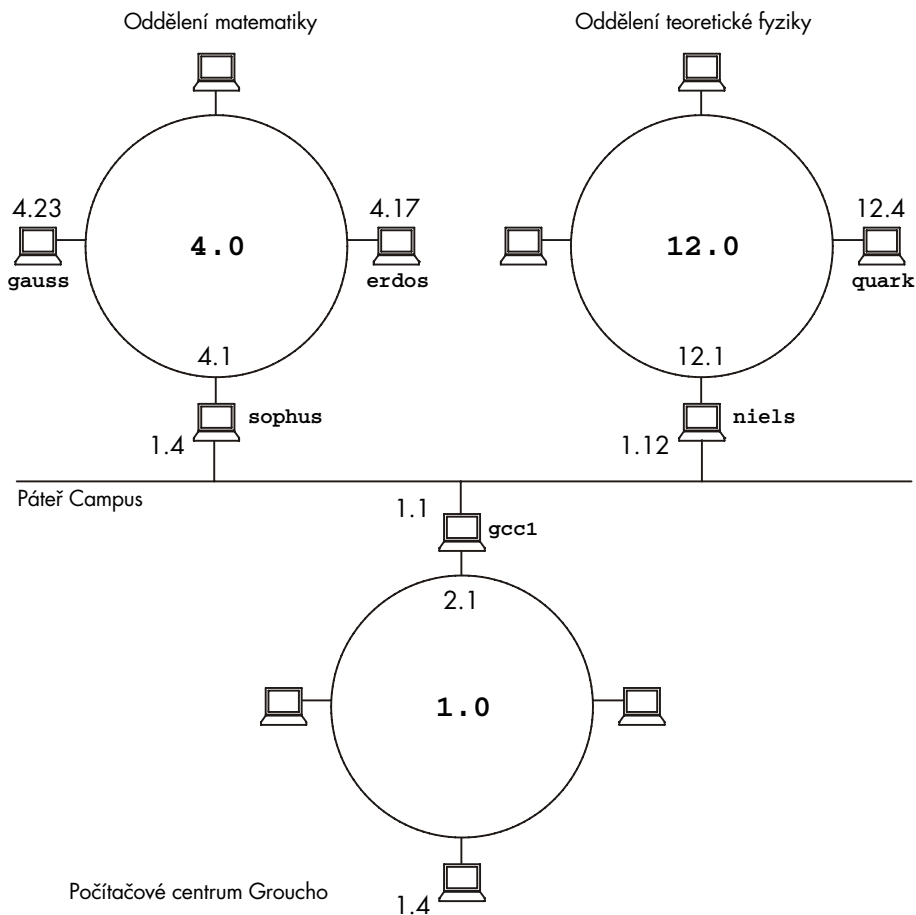 Oddělení matematiky
Oddělení teoretické fyziky
4.23
4.17
12.4
4.0
12.0
gauss
erdos
quark
4.1
12.1
sophus
niels
1.4
1.12
Páteř Campus
1.1
gcc1
2.1
1.0
Počítačové centrum Groucho
1.4